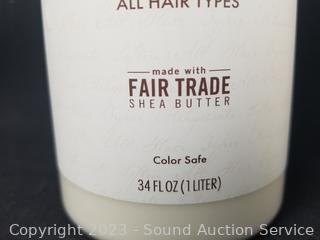 ALL HAIR TYPES
made with
FAIR TRADE
SHEA BUTTER
Color Safe
34 FL OZ (1 LITER)
Copyright 2023 - Sound Auction Service